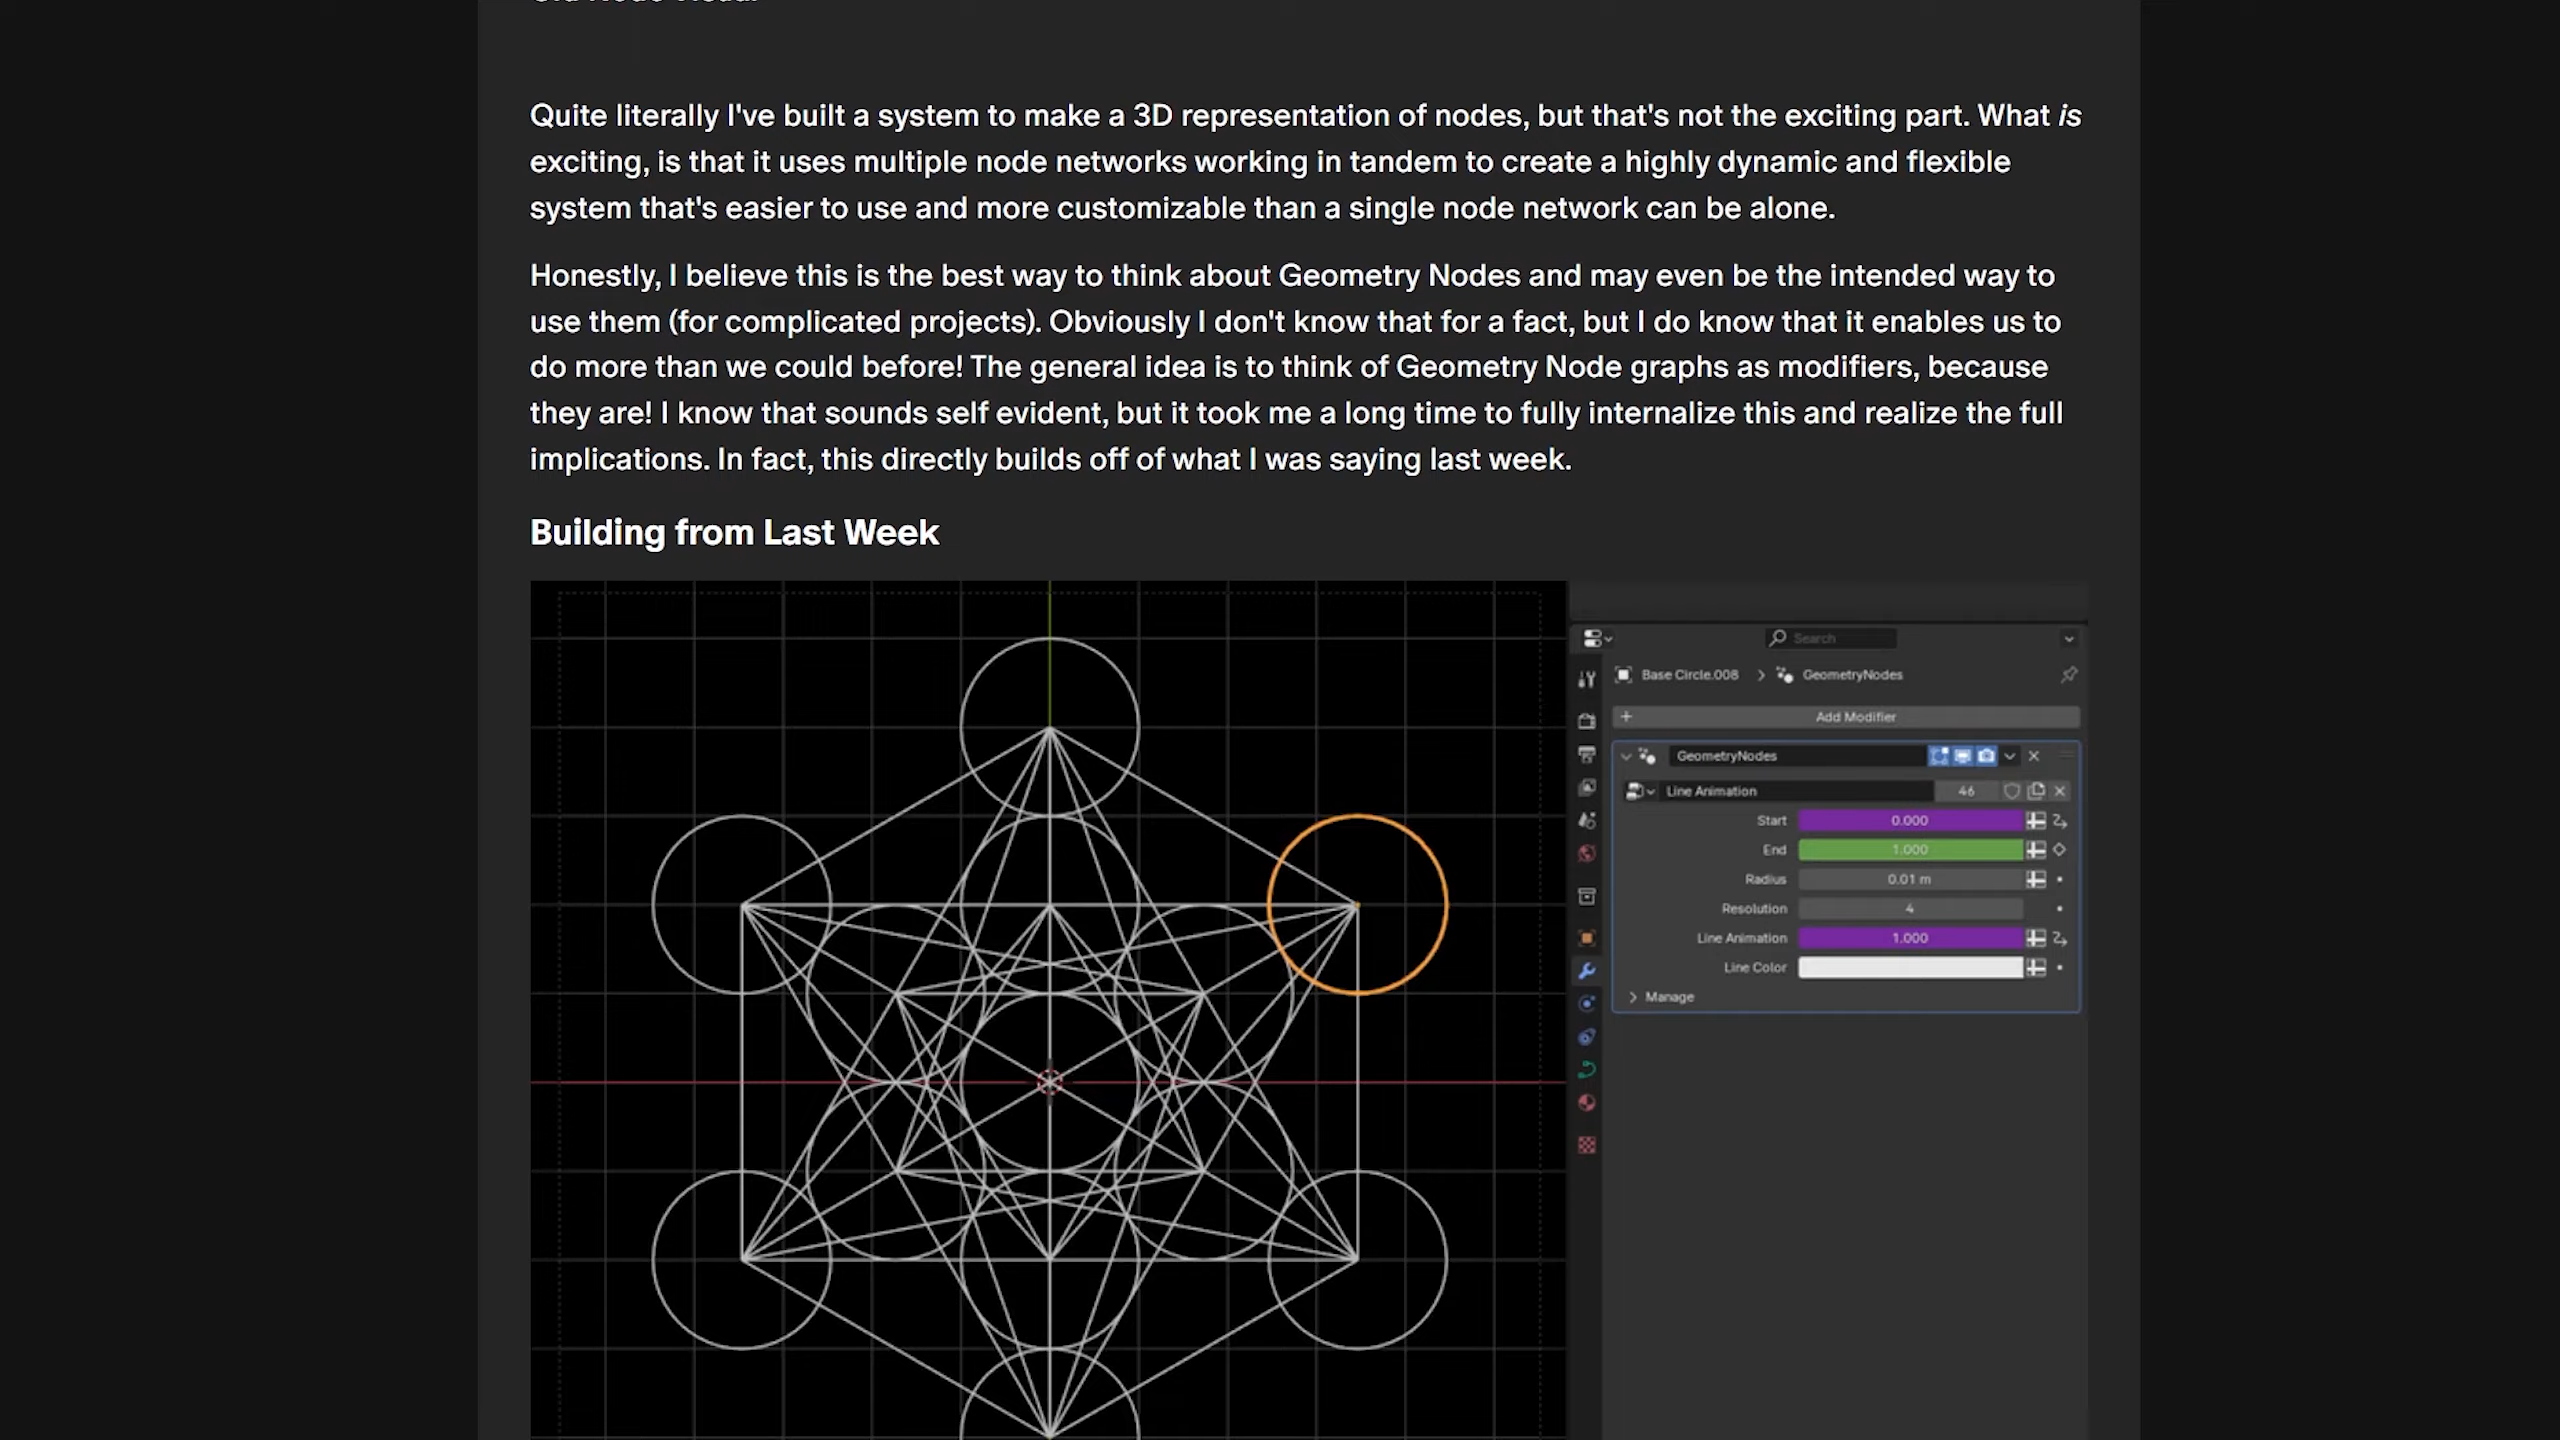 Quite literally I've built a system to make a 3D representation of nodes, but that's not the exciting part. What is
exciting, is that it uses multiple node networks working in tandem to create a highly dynamic and flexible
system that's easier to use and more customizable than a single node network can be alone.
Honestly, I believe this is the best way to think about Geometry Nodes and may even be the intended way to
use them (for complicated projects). Obviously I don't know that for a fact, but I do know that it enables us to
do more than we could before! The general idea is to think of Geometry Node graphs as modifiers, because
they are! I know that sounds self evident, but it took me a long time to fully internalize this and realize the full
implications. In fact, this directly builds off of what I was saying last week.
Building from Last Week
Search
Base Circle.008 > GeometryNodes
+ Add Modifier
GeometryNodes
Line Animation 46
Start 0.000
End 1.000
Radius 0.01 m
Resolution 4
Line Animation 1.000
Line Color
Manage